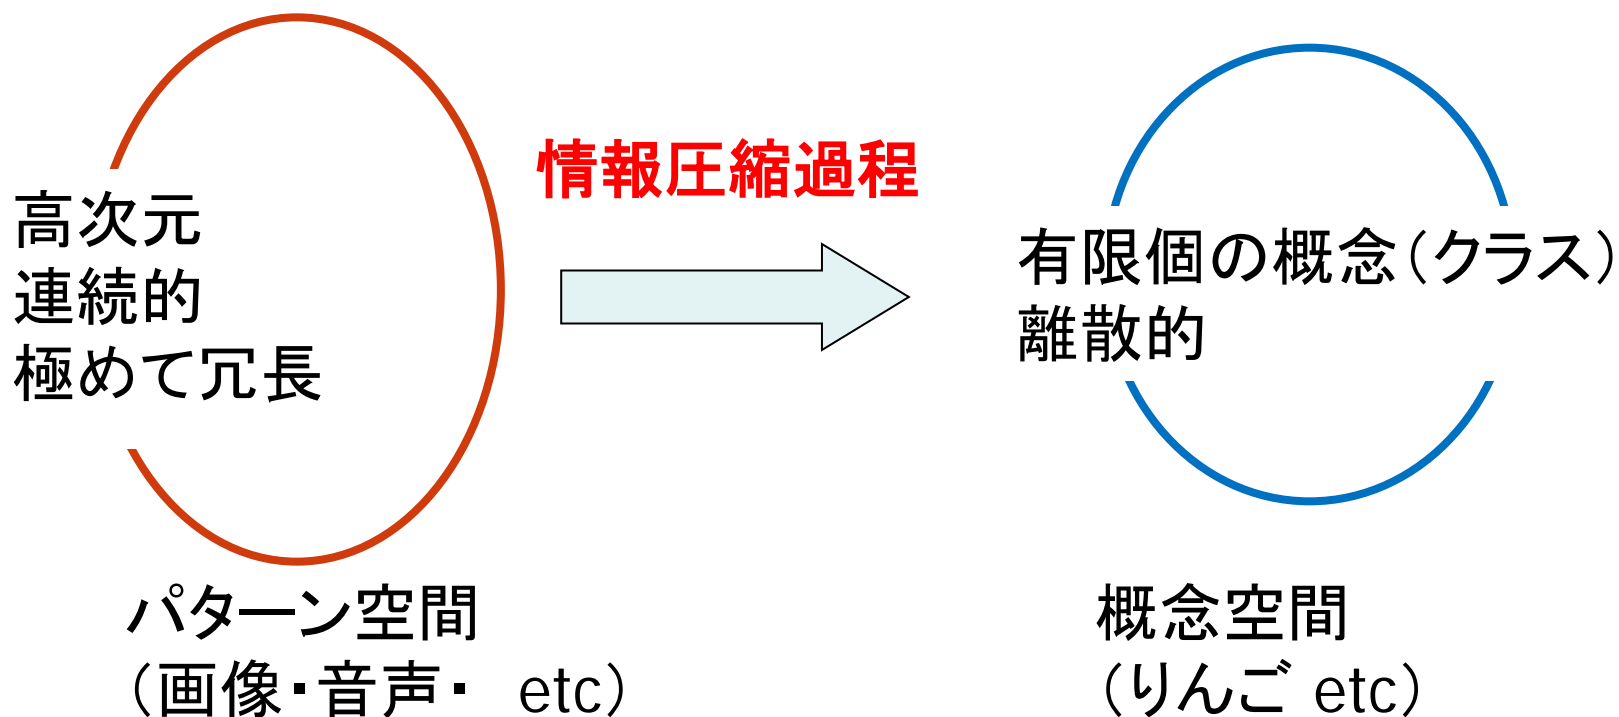 高次元
連続的
極めて冗長
情報圧縮過程
有限個の概念（クラス）
離散的
パターン空間
（画像・音声・ etc）
概念空間
（りんご etc）